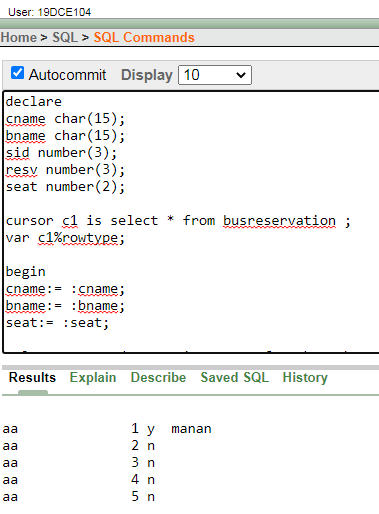 User: 19DCE104
Home > SQL > SQL Commands
Autocommit Display 10
declare
cname char(15);
bname char(15);
sid number(3);
resv number(3);
seat number(2);
cursor c1 is select * from busreservation ;
var c1%rowtype;
begin
cname:= :cname;
bname:= :bname;
seat:= :seat;
Results Explain Describe Saved SQL History
aa 1 y manan
aa 2 n
aa 3 n
aa 4 n
aa 5 n